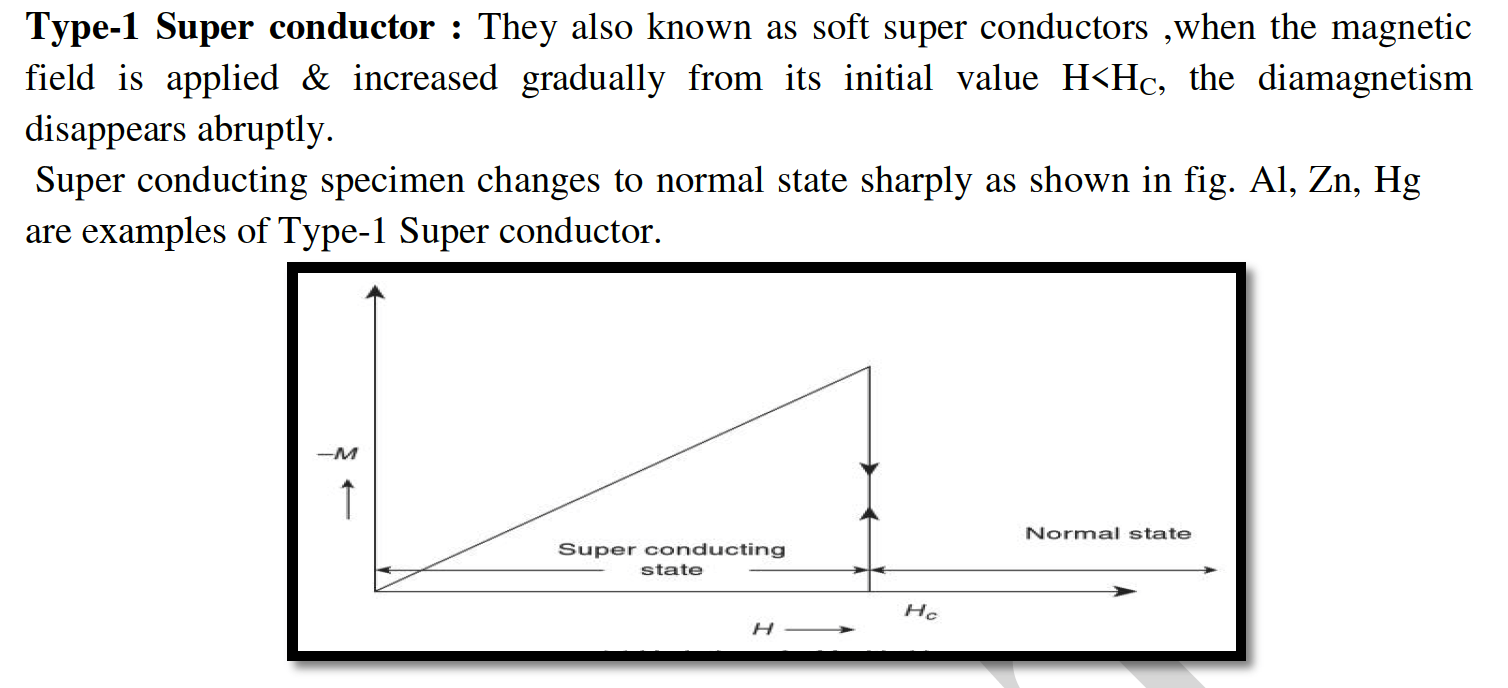 Type-1 Super conductor : They also known as soft super conductors ,when the magnetic
field is applied & increased gradually from its initial value H<HC, the diamagnetism
disappears abruptly.
Super conducting specimen changes to normal state sharply as shown in fig. Al, Zn, Hg
are examples of Type-1 Super conductor.
–M
Normal state
Super conducting
state
Hc
H